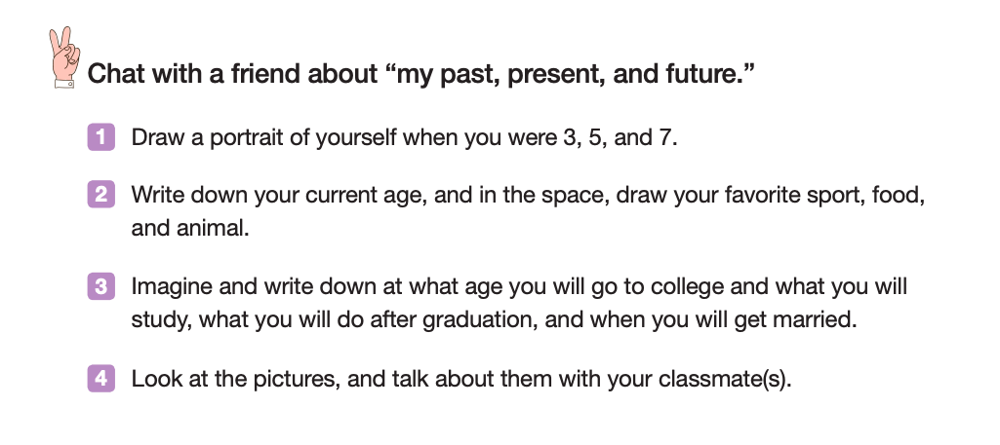 Chat with a friend about “my past, present, and future.”
1 Draw a portrait of yourself when you were 3, 5, and 7.
2 Write down your current age, and in the space, draw your favorite sport, food,
and animal.
3 Imagine and write down at what age you will go to college and what you will
study, what you will do after graduation, and when you will get married.
4 Look at the pictures, and talk about them with your classmate(s).